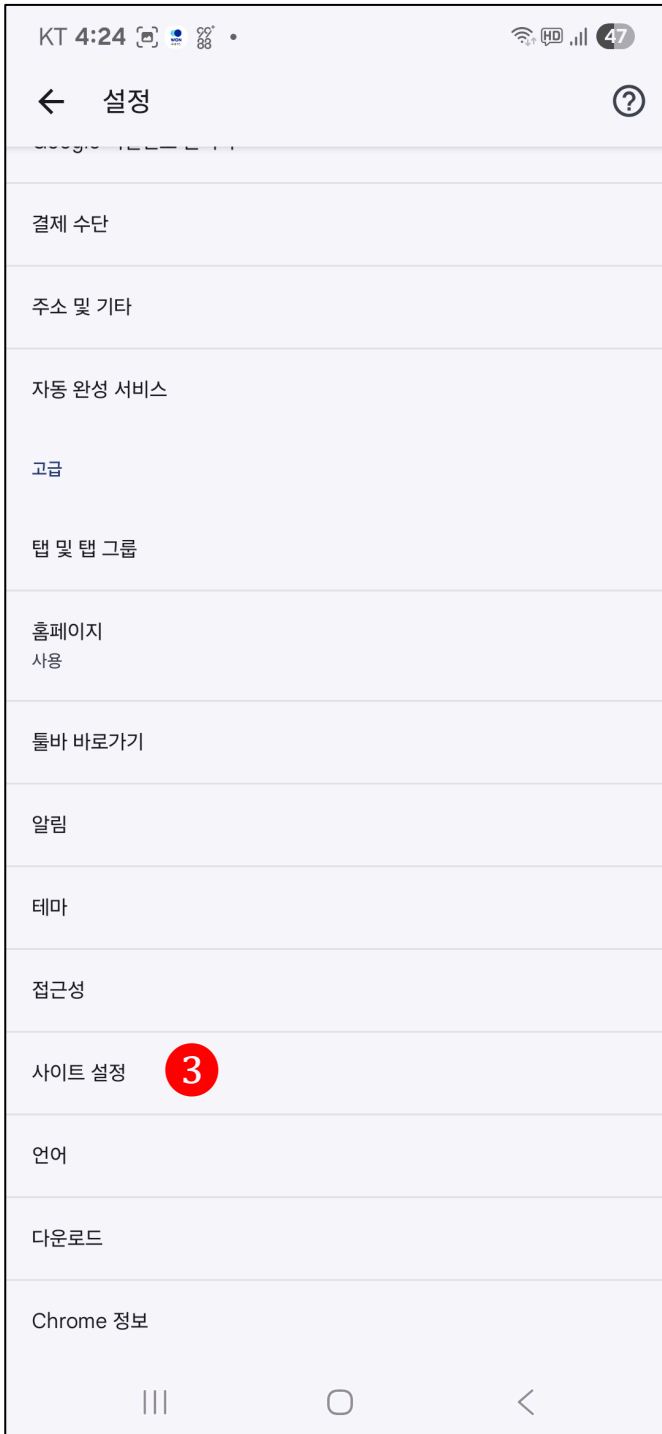 KT 4:24
HD 47
설정
Google
결제 수단
주소 및 기타
자동 완성 서비스
고급
탭 및 탭 그룹
홈페이지
사용
툴바 바로가기
알림
테마
접근성
사이트 설정 3
언어
다운로드
Chrome 정보